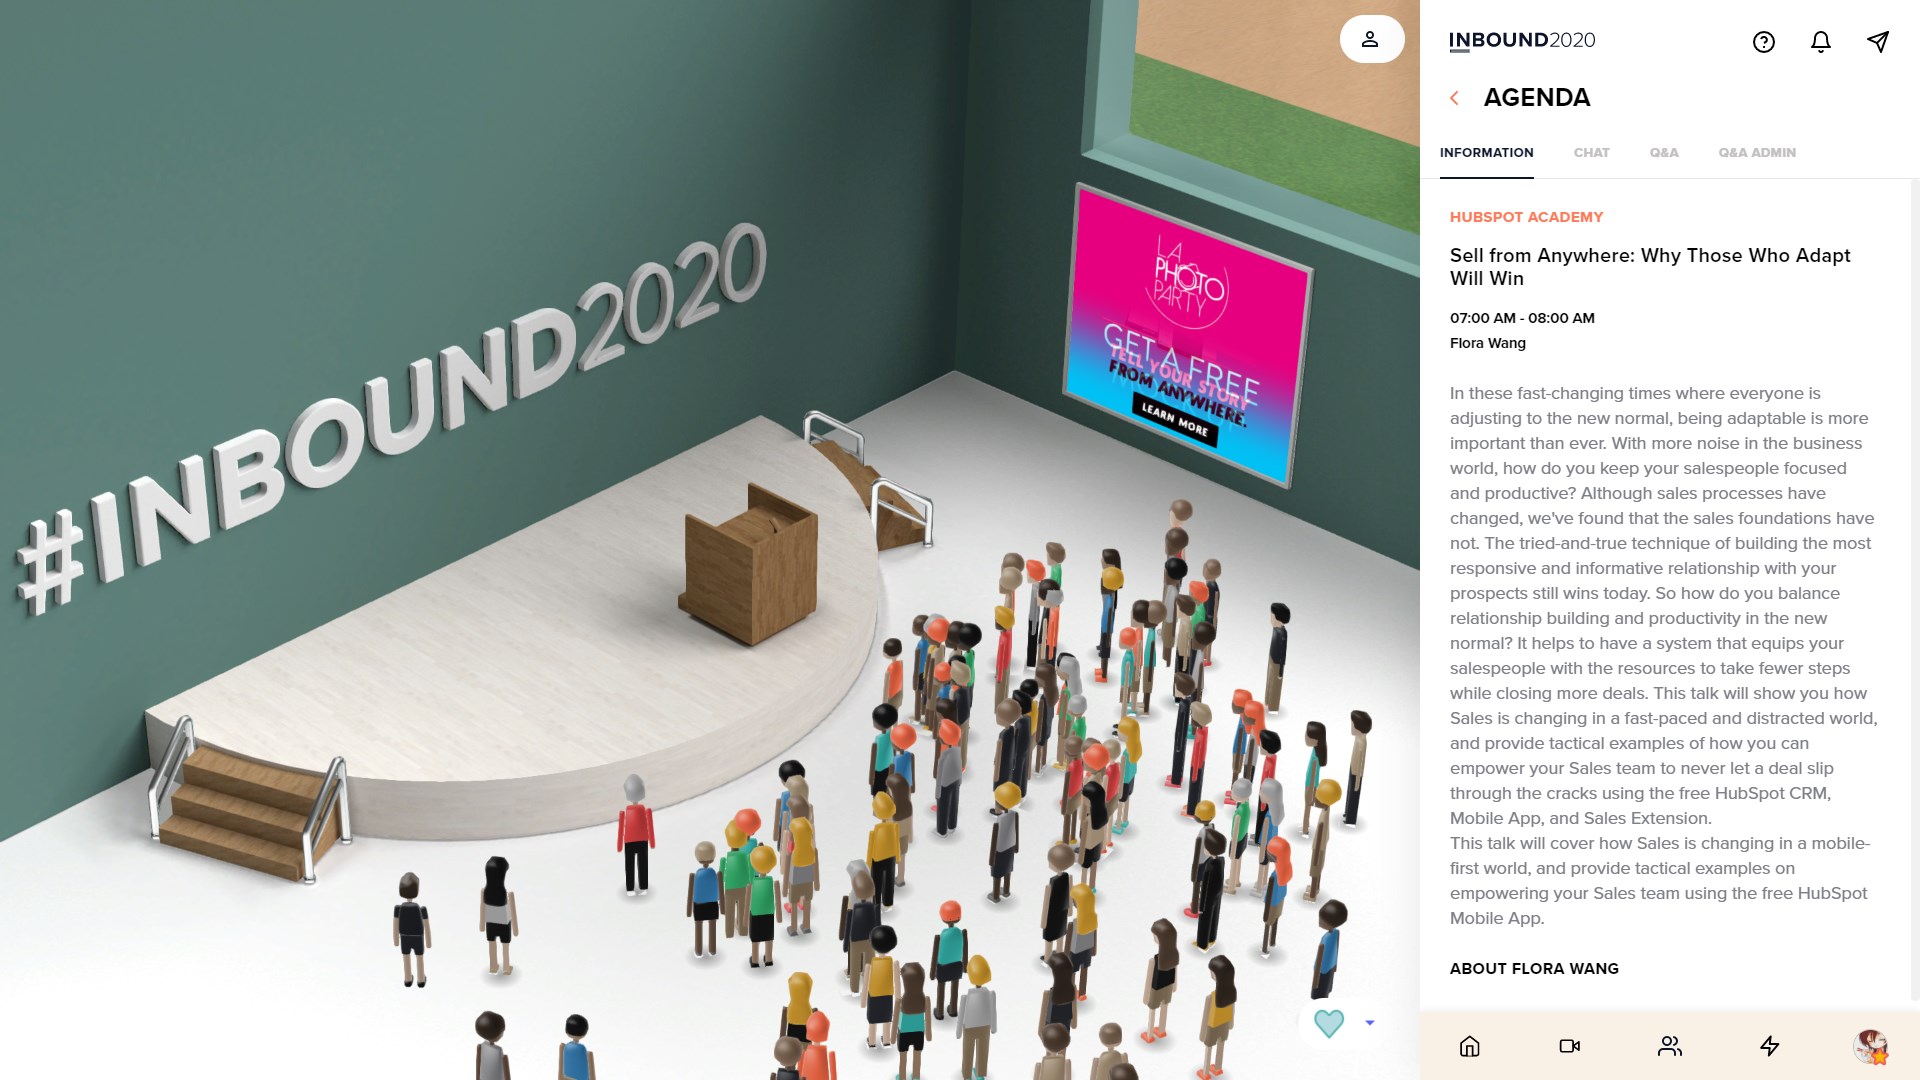 #INBOUND2020
LA
PHOTO
PARTY
GET A FREE
TELL YOUR STORY
FROM ANYWHERE.
LEARN MORE
INBOUND2020
AGENDA
INFORMATION
CHAT
Q&A
Q&A ADMIN
HUBSPOT ACADEMY
Sell from Anywhere: Why Those Who Adapt
Will Win
07:00 AM - 08:00 AM
Flora Wang
In these fast-changing times where everyone is
adjusting to the new normal, being adaptable is more
important than ever. With more noise in the business
world, how do you keep your salespeople focused
and productive? Although sales processes have
changed, we've found that the sales foundations have
not. The tried-and-true technique of building the most
responsive and informative relationship with your
prospects still wins today. So how do you balance
relationship building and productivity in the new
normal? It helps to have a system that equips your
salespeople with the resources to take fewer steps
while closing more deals. This talk will show you how
Sales is changing in a fast-paced and distracted world,
and provide tactical examples of how you can
empower your Sales team to never let a deal slip
through the cracks using the free HubSpot CRM,
Mobile App, and Sales Extension.
This talk will cover how Sales is changing in a mobile-
first world, and provide tactical examples on
empowering your Sales team using the free HubSpot
Mobile App.
ABOUT FLORA WANG